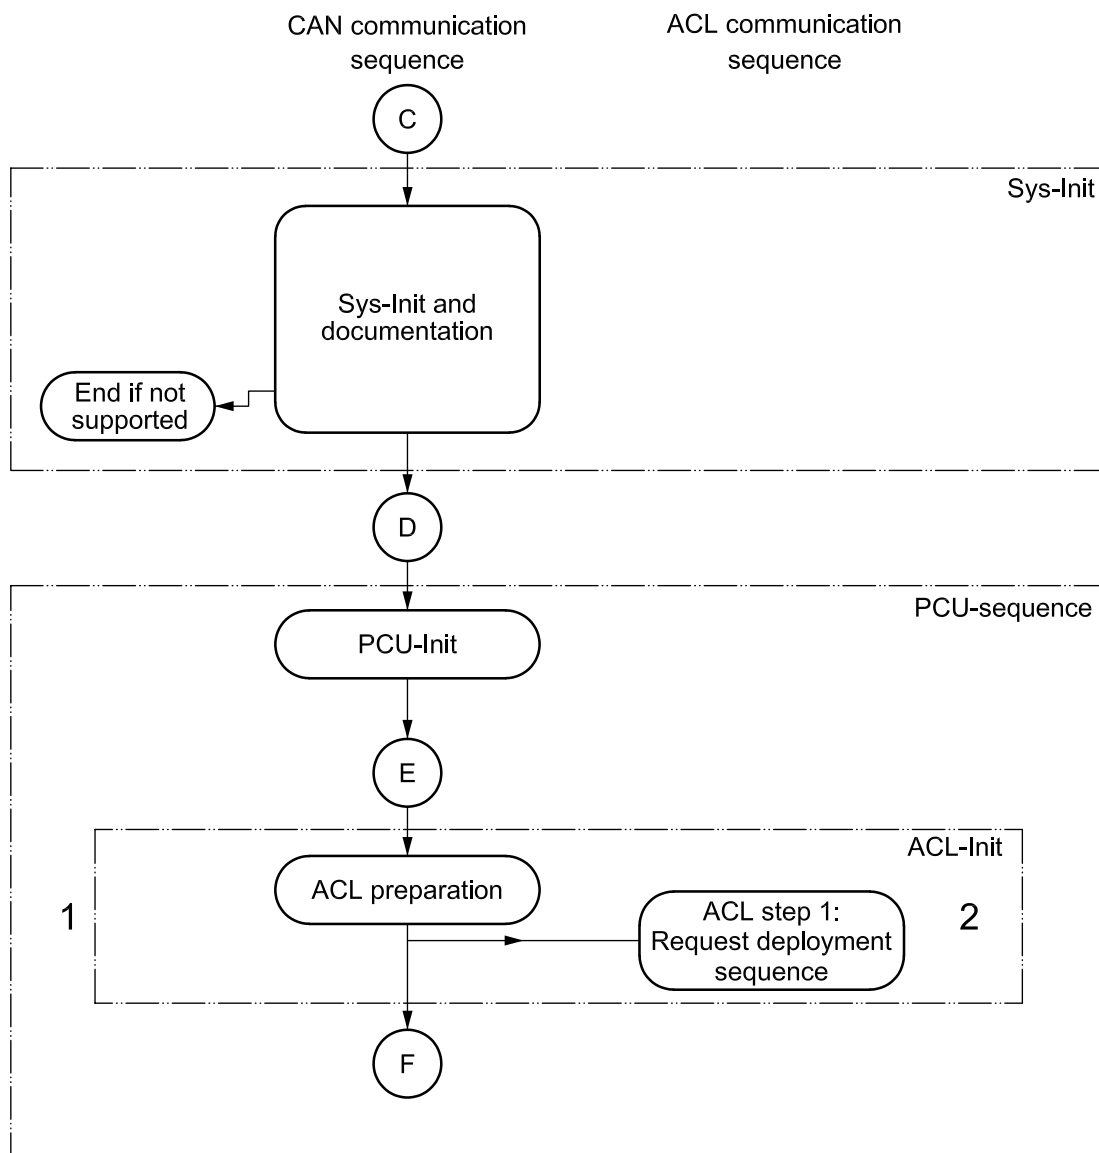 CAN communication
sequence
ACL communication
sequence
C
Sys-Init
Sys-Init and
documentation
End if not
supported
D
PCU-sequence
PCU-Init
E
ACL-Init
ACL preparation
1
ACL step 1:
Request deployment
sequence
2
F